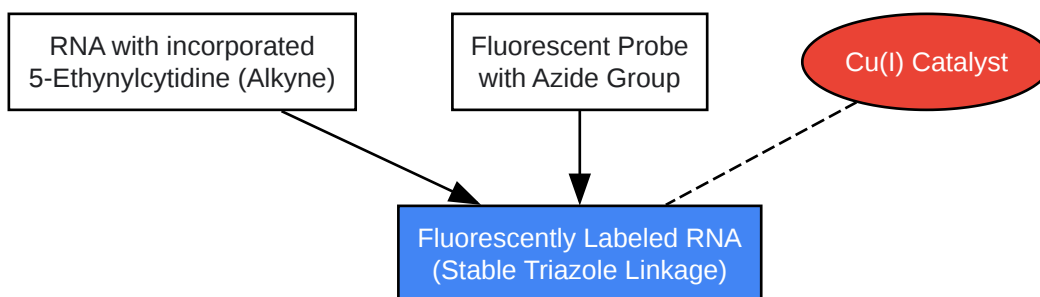 RNA with incorporated
5-Ethynylcytidine (Alkyne)
Fluorescent Probe
with Azide Group
Cu(I) Catalyst
Fluorescently Labeled RNA
(Stable Triazole Linkage)